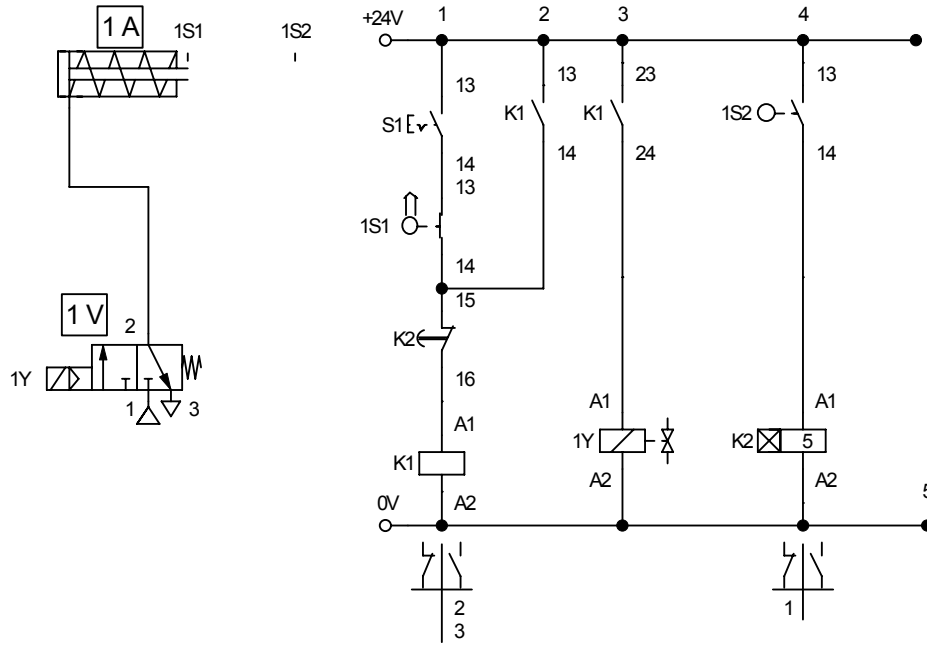 1 A 1S1 1S2 +24V 1 2 3 4
13 13 23 13
S1 K1 K1 1S2
14 14 24 14
13
1S1
14
1 V 15
2
K2
1Y 16
1 3 A1 A1 A1
K1 1Y K2 5
A2 A2 A2
0V 5
2 1
3